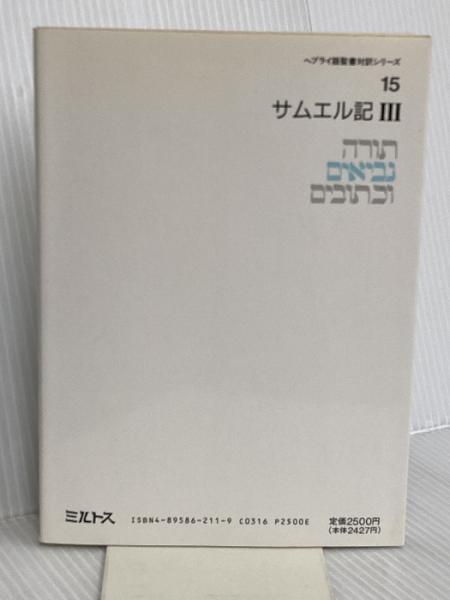 ヘブライ語聖書対訳シリーズ
15
サムエル記 III
תורה
נביאים
וכתובים
ミルトス
ISBN4-89586-211-9 C0316 P2500E
定価2500円
(本体2427円)